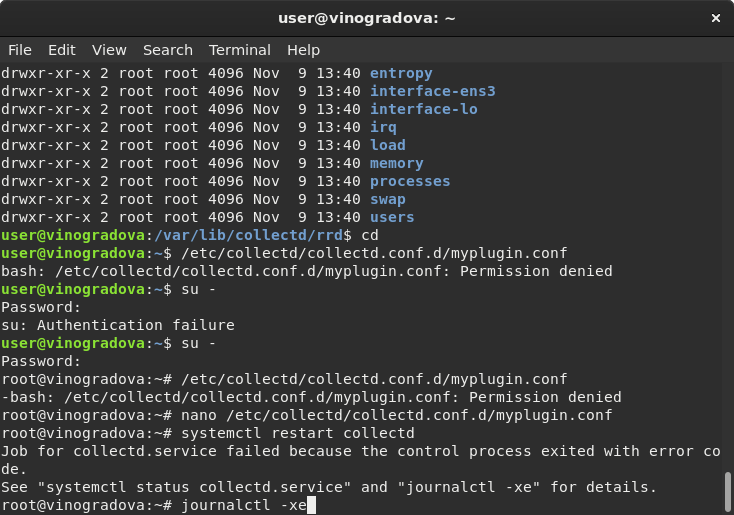 user@vinogradova: ~
×
File Edit View Search Terminal Help
drwxr-xr-x 2 root root 4096 Nov  9 13:40 entropy
drwxr-xr-x 2 root root 4096 Nov  9 13:40 interface-ens3
drwxr-xr-x 2 root root 4096 Nov  9 13:40 interface-lo
drwxr-xr-x 2 root root 4096 Nov  9 13:40 irq
drwxr-xr-x 2 root root 4096 Nov  9 13:40 load
drwxr-xr-x 2 root root 4096 Nov  9 13:40 memory
drwxr-xr-x 2 root root 4096 Nov  9 13:40 processes
drwxr-xr-x 2 root root 4096 Nov  9 13:40 swap
drwxr-xr-x 2 root root 4096 Nov  9 13:40 users
user@vinogradova:/var/lib/collectd/rrd$ cd
user@vinogradova:~$ /etc/collectd/collectd.conf.d/myplugin.conf
bash: /etc/collectd/collectd.conf.d/myplugin.conf: Permission denied
user@vinogradova:~$ su -
Password:
su: Authentication failure
user@vinogradova:~$ su -
Password:
root@vinogradova:~# /etc/collectd/collectd.conf.d/myplugin.conf
-bash: /etc/collectd/collectd.conf.d/myplugin.conf: Permission denied
root@vinogradova:~# nano /etc/collectd/collectd.conf.d/myplugin.conf
root@vinogradova:~# systemctl restart collectd
Job for collectd.service failed because the control process exited with error co
de.
See "systemctl status collectd.service" and "journalctl -xe" for details.
root@vinogradova:~# journalctl -xe